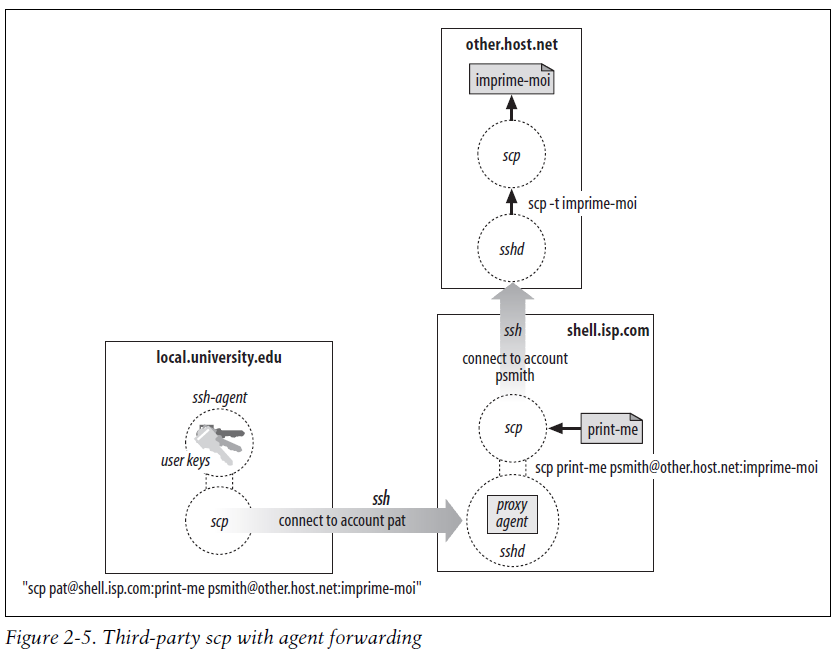 other.host.net
imprime-moi
scp
scp -t imprime-moi
sshd
ssh
shell.isp.com
connect to account
psmith
local.university.edu
ssh-agent
user keys
scp
print-me
scp print-me psmith@other.host.net:imprime-moi
scp
ssh
connect to account pat
proxy
agent
sshd
"scp pat@shell.isp.com:print-me psmith@other.host.net:imprime-moi"
Figure 2-5. Third-party scp with agent forwarding